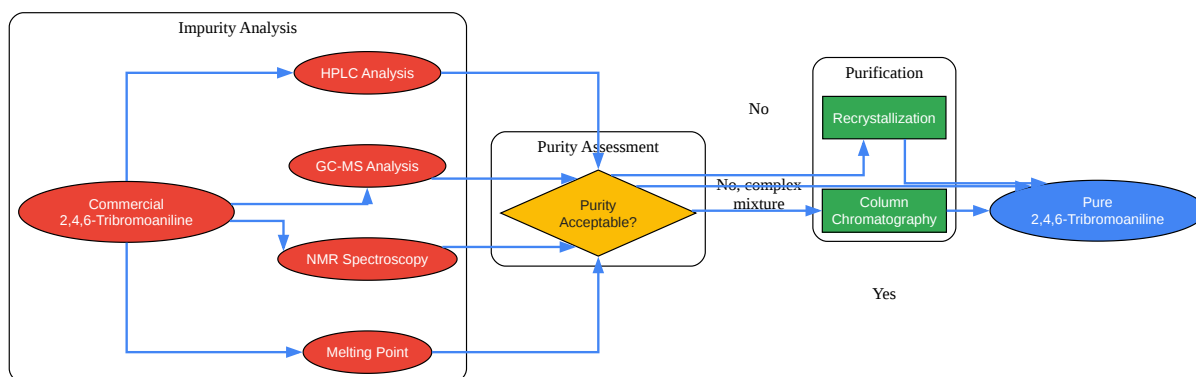 Impurity Analysis
HPLC Analysis
GC-MS Analysis
Commercial
2,4,6-Tribromoaniline
NMR Spectroscopy
Melting Point
Purity Assessment
Purity
Acceptable?
No
No, complex
mixture
Yes
Purification
Recrystallization
Column
Chromatography
Pure
2,4,6-Tribromoaniline